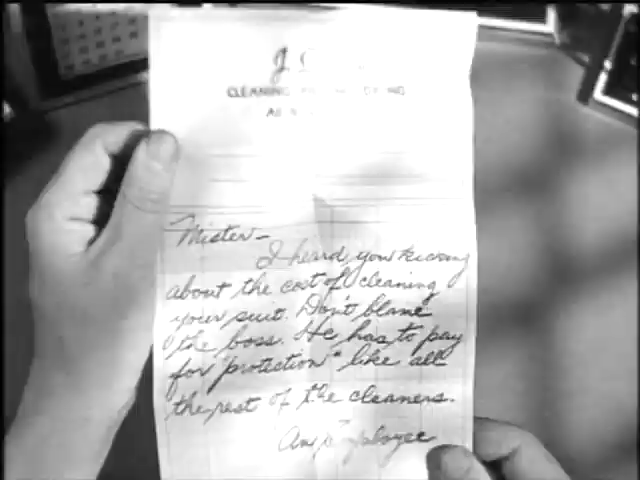 J.
CLEANING
Mister-
I heard you kicking
about the cost of cleaning
your suit. Don't blame
the boss. He has to pay
for "protection" like all
the rest of the cleaners.
An Employee